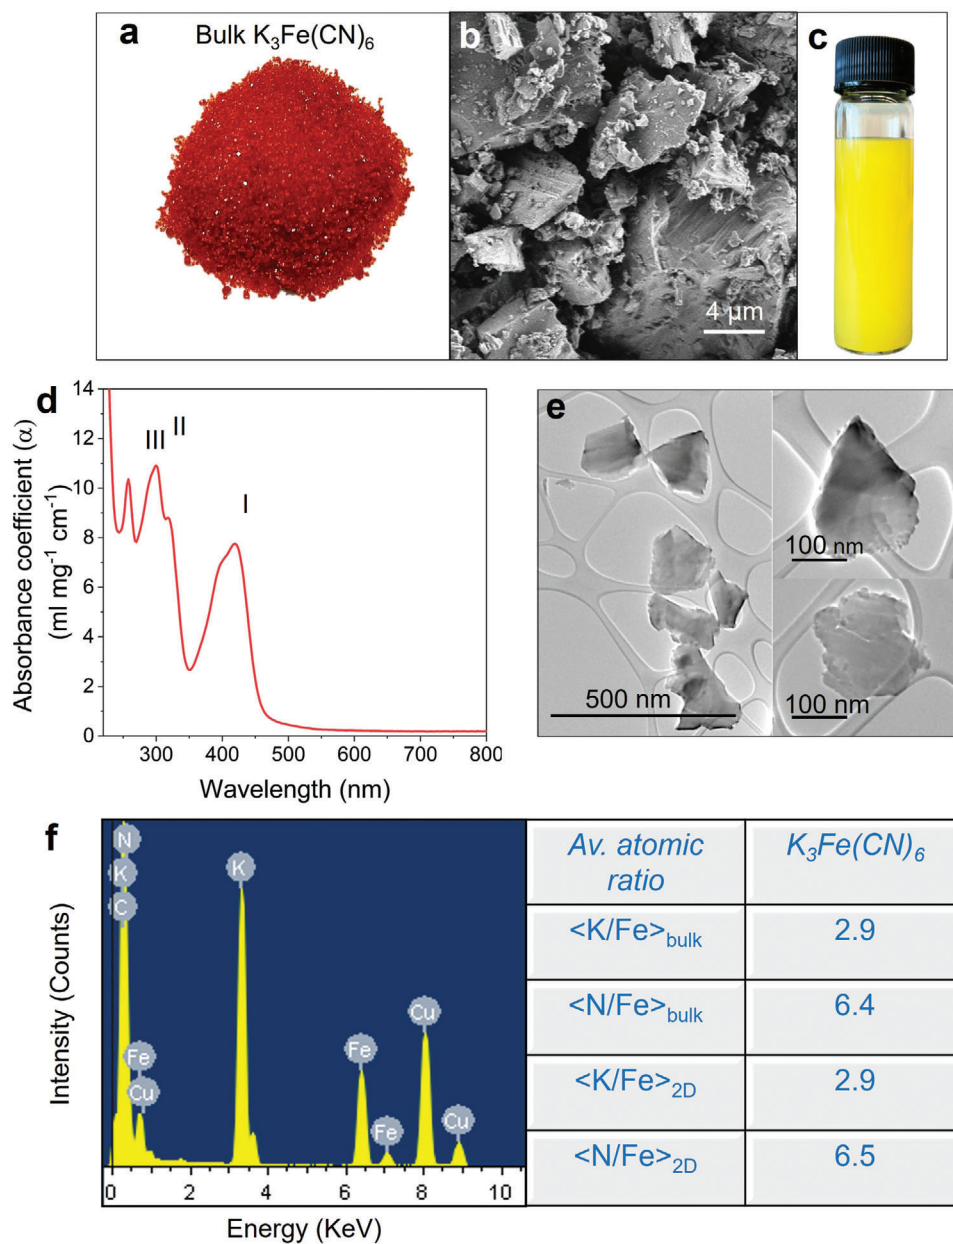 a
Bulk K₃Fe(CN)₆
b
4 µm
c
d
Absorbance coefficient (α)
(ml mg⁻¹ cm⁻¹)
14
12
10
8
6
4
2
0
III
II
I
300
400
500
600
700
800
Wavelength (nm)
e
500 nm
100 nm
100 nm
f
Intensity (Counts)
N
K
C
Fe
Cu
K
Fe
Fe
Cu
Cu
0
2
4
6
8
10
Energy (KeV)
Av. atomic
ratio
K₃Fe(CN)₆
<K/Fe>bulk
2.9
<N/Fe>bulk
6.4
<K/Fe>2D
2.9
<N/Fe>2D
6.5